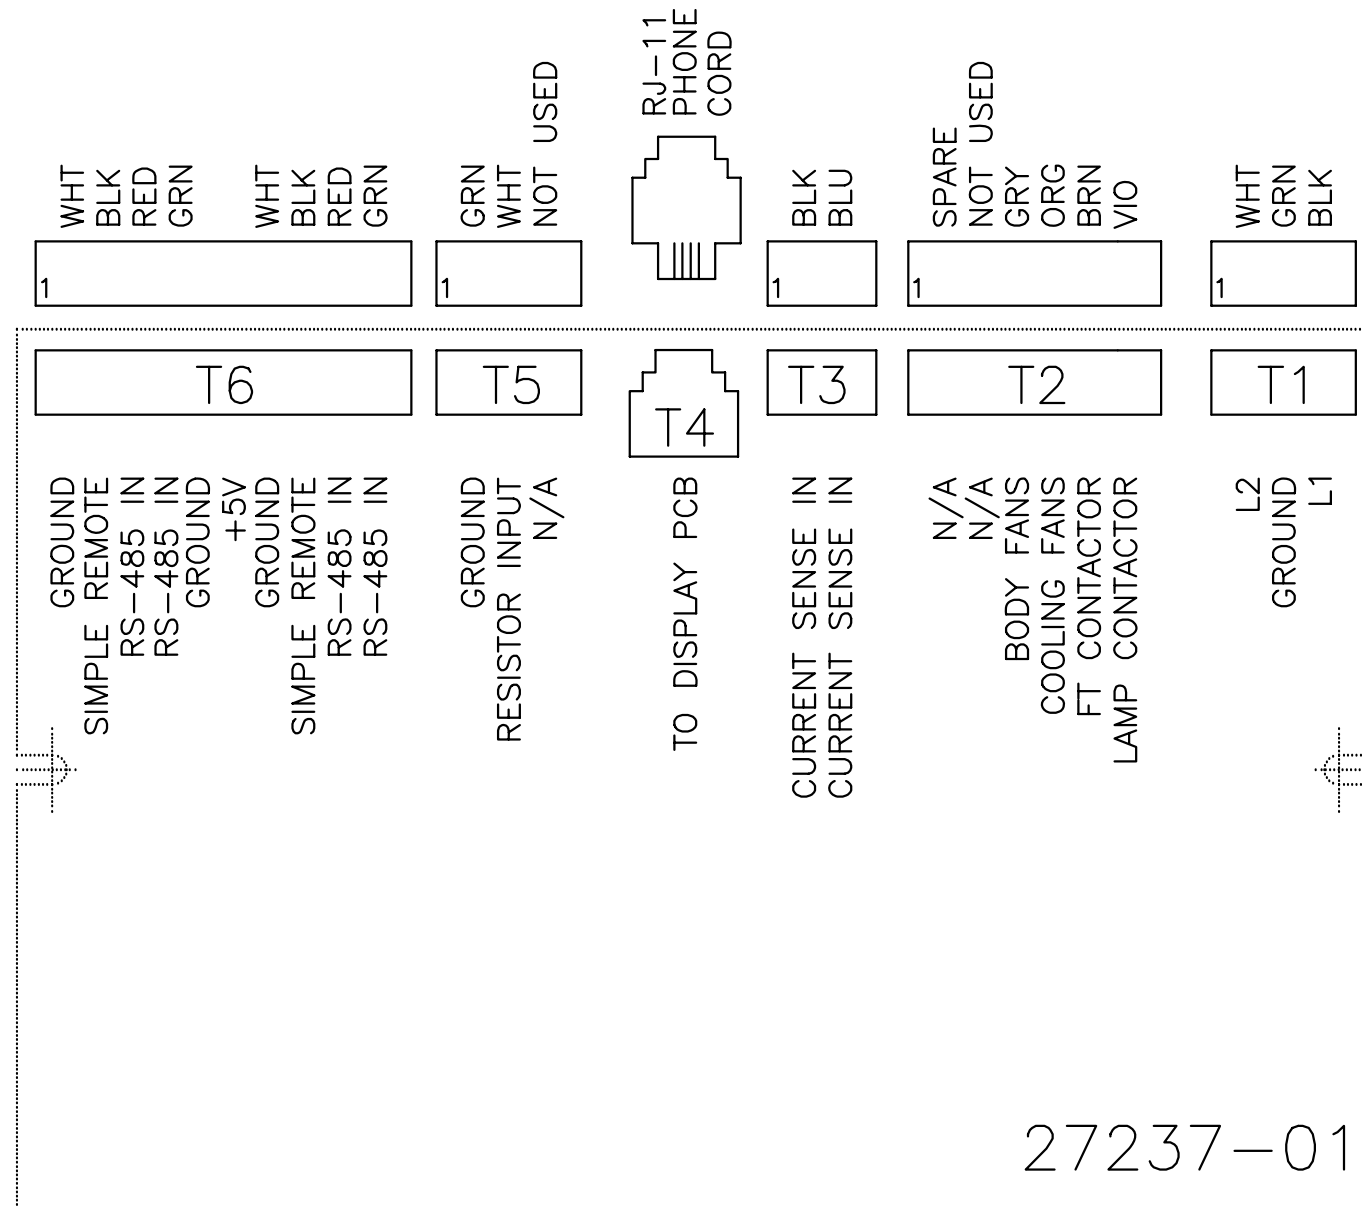 WHT
BLK
RED
GRN
WHT
BLK
RED
GRN
GRN
WHT
NOT USED
RJ-11
PHONE
CORD
BLK
BLU
SPARE
NOT USED
GRY
ORG
BRN
VIO
WHT
GRN
BLK
1
1
1
1
1
T6
T5
T4
T3
T2
T1
GROUND
SIMPLE REMOTE
RS-485 IN
RS-485 IN
GROUND
+5V
GROUND
SIMPLE REMOTE
RS-485 IN
RS-485 IN
GROUND
RESISTOR INPUT
N/A
TO DISPLAY PCB
CURRENT SENSE IN
CURRENT SENSE IN
N/A
N/A
BODY FANS
COOLING FANS
FT CONTACTOR
LAMP CONTACTOR
L2
GROUND
L1
27237-01